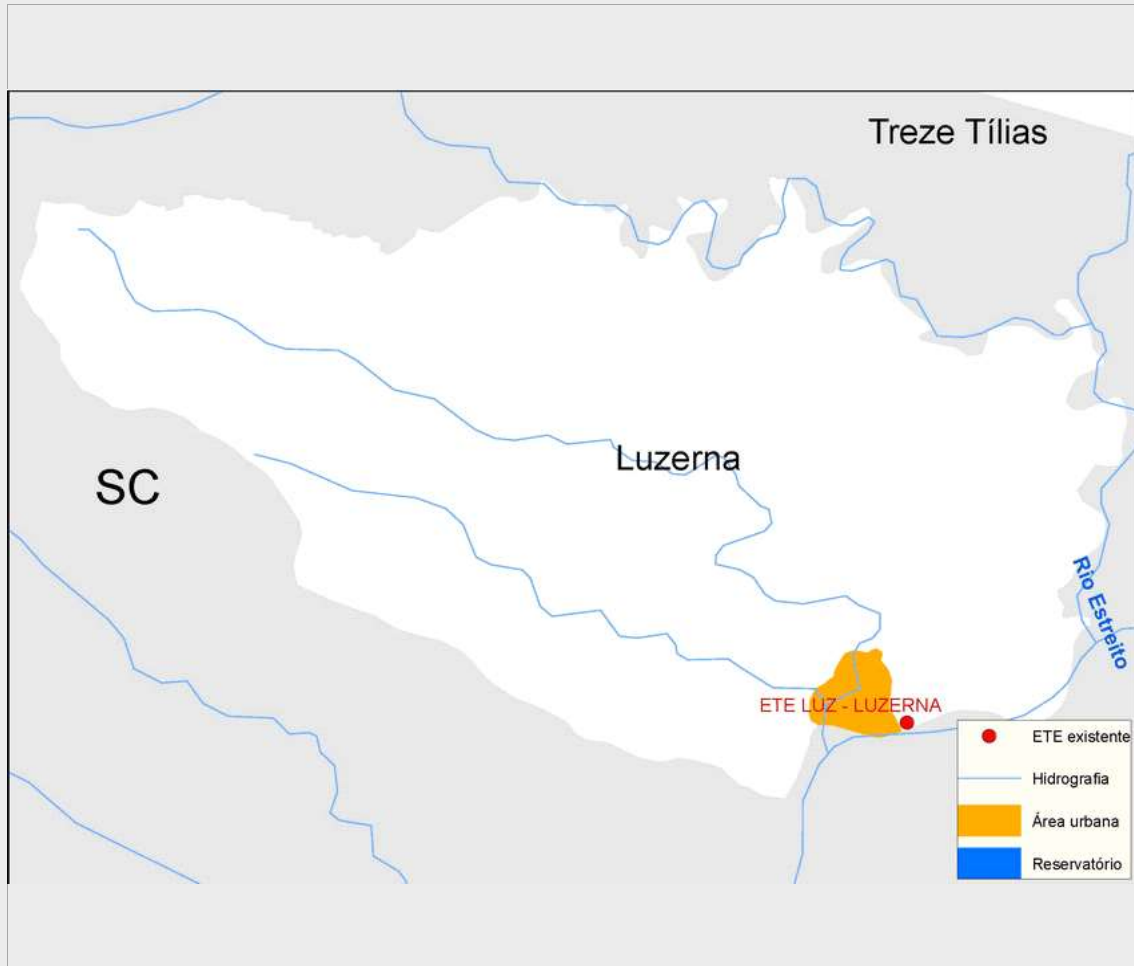 Treze Tílias
Luzerna
SC
Rio Estreito
ETE LUZ - LUZERNA
ETE existente
Hidrografia
Área urbana
Reservatório